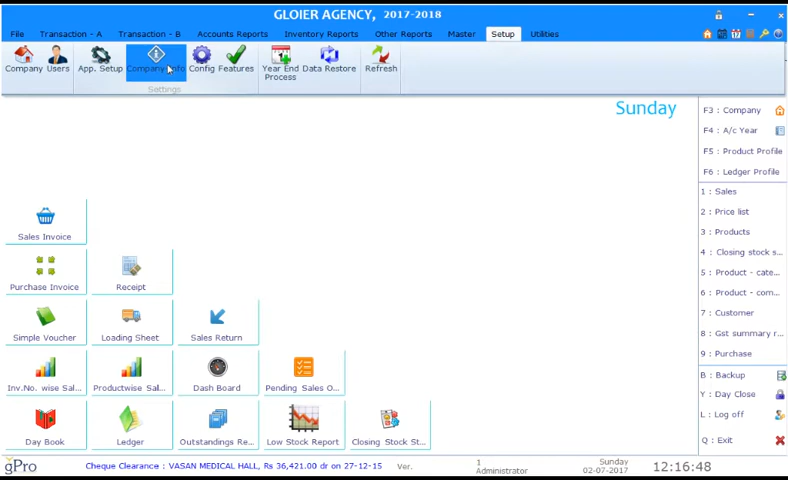 GLOIER AGENCY, 2017-2018
File Transaction - A Transaction - B Accounts Reports Inventory Reports Other Reports Master Setup Utilities
Company Users App. Setup Company Info Config Features Year End Process Data Restore Refresh
Settings
Sunday
F3 : Company
F4 : A/c Year
F5 : Product Profile
F6 : Ledger Profile
1 : Sales
2 : Price list
3 : Products
4 : Closing stock s...
5 : Product - cate...
6 : Product - com...
7 : Customer
8 : Gst summary r...
9 : Purchase
B : Backup
Y : Day Close
L : Log off
Q : Exit
Sales Invoice
Purchase Invoice Receipt
Simple Voucher Loading Sheet Sales Return
Inv.No. wise Sal... Productwise Sal... Dash Board Pending Sales O...
Day Book Ledger Outstandings Re... Low Stock Report Closing Stock St...
gPro Cheque Clearance : VASAN MEDICAL HALL, Rs 36,421.00 dr on 27-12-15 Ver. 1 Administrator Sunday 02-07-2017 12:16:48